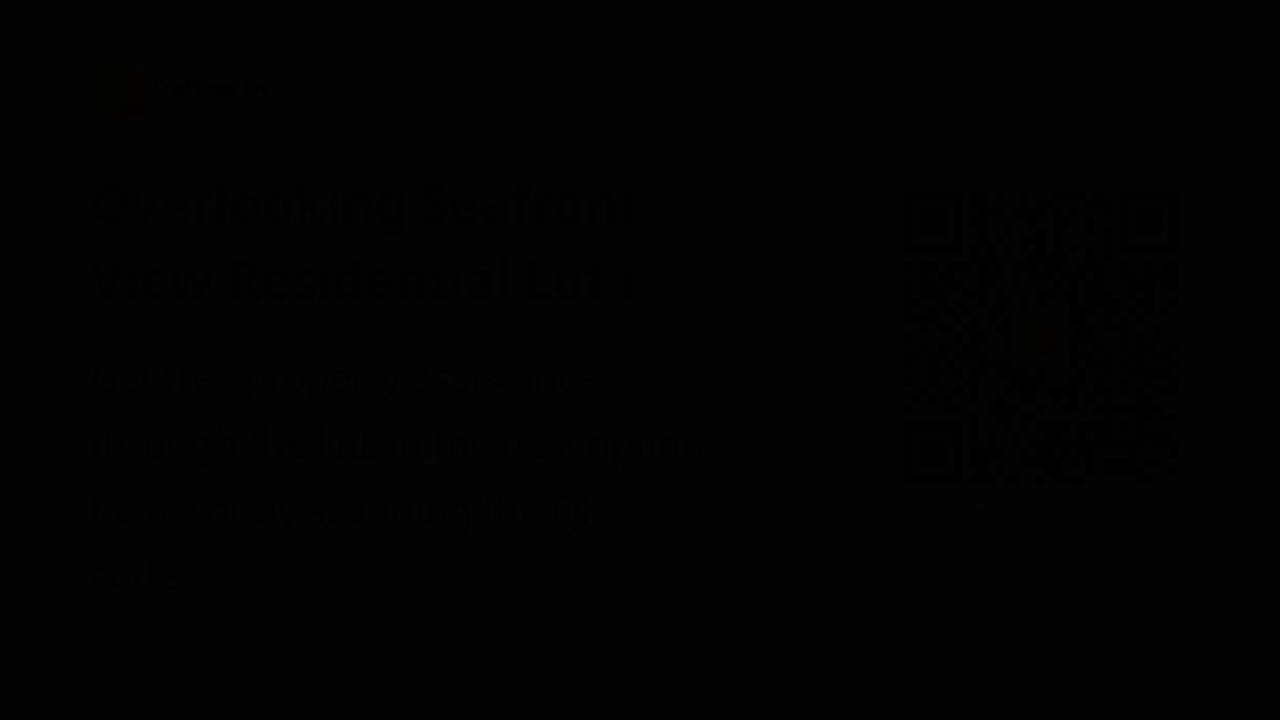 OnePropertee
Overlooking Seafront
View Residential Lot i...
Get free property assistance
through the link in the description
below or by scanning the QR
code.